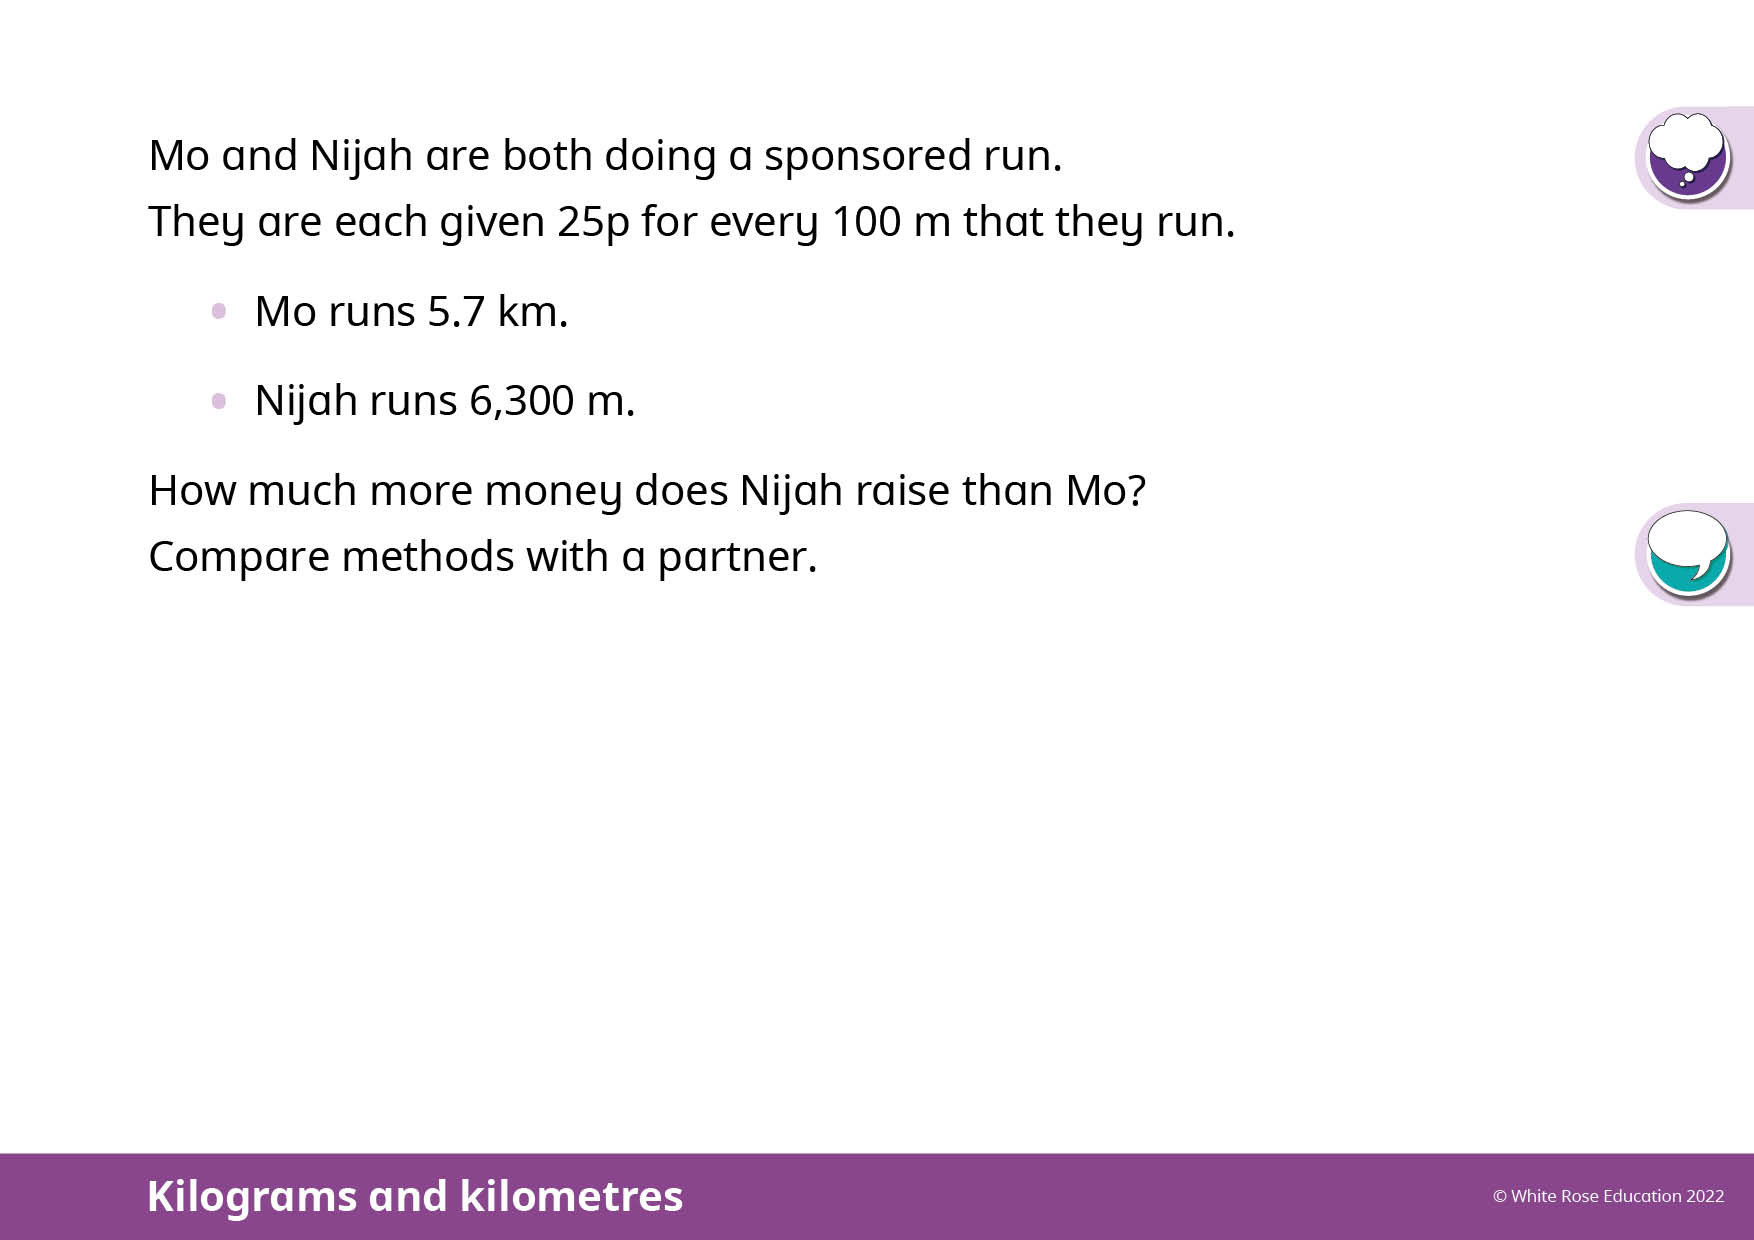 Mo and Nijah are both doing a sponsored run.
They are each given 25p for every 100 m that they run.
• Mo runs 5.7 km.
• Nijah runs 6,300 m.
How much more money does Nijah raise than Mo?
Compare methods with a partner.
Kilograms and kilometres
© White Rose Education 2022